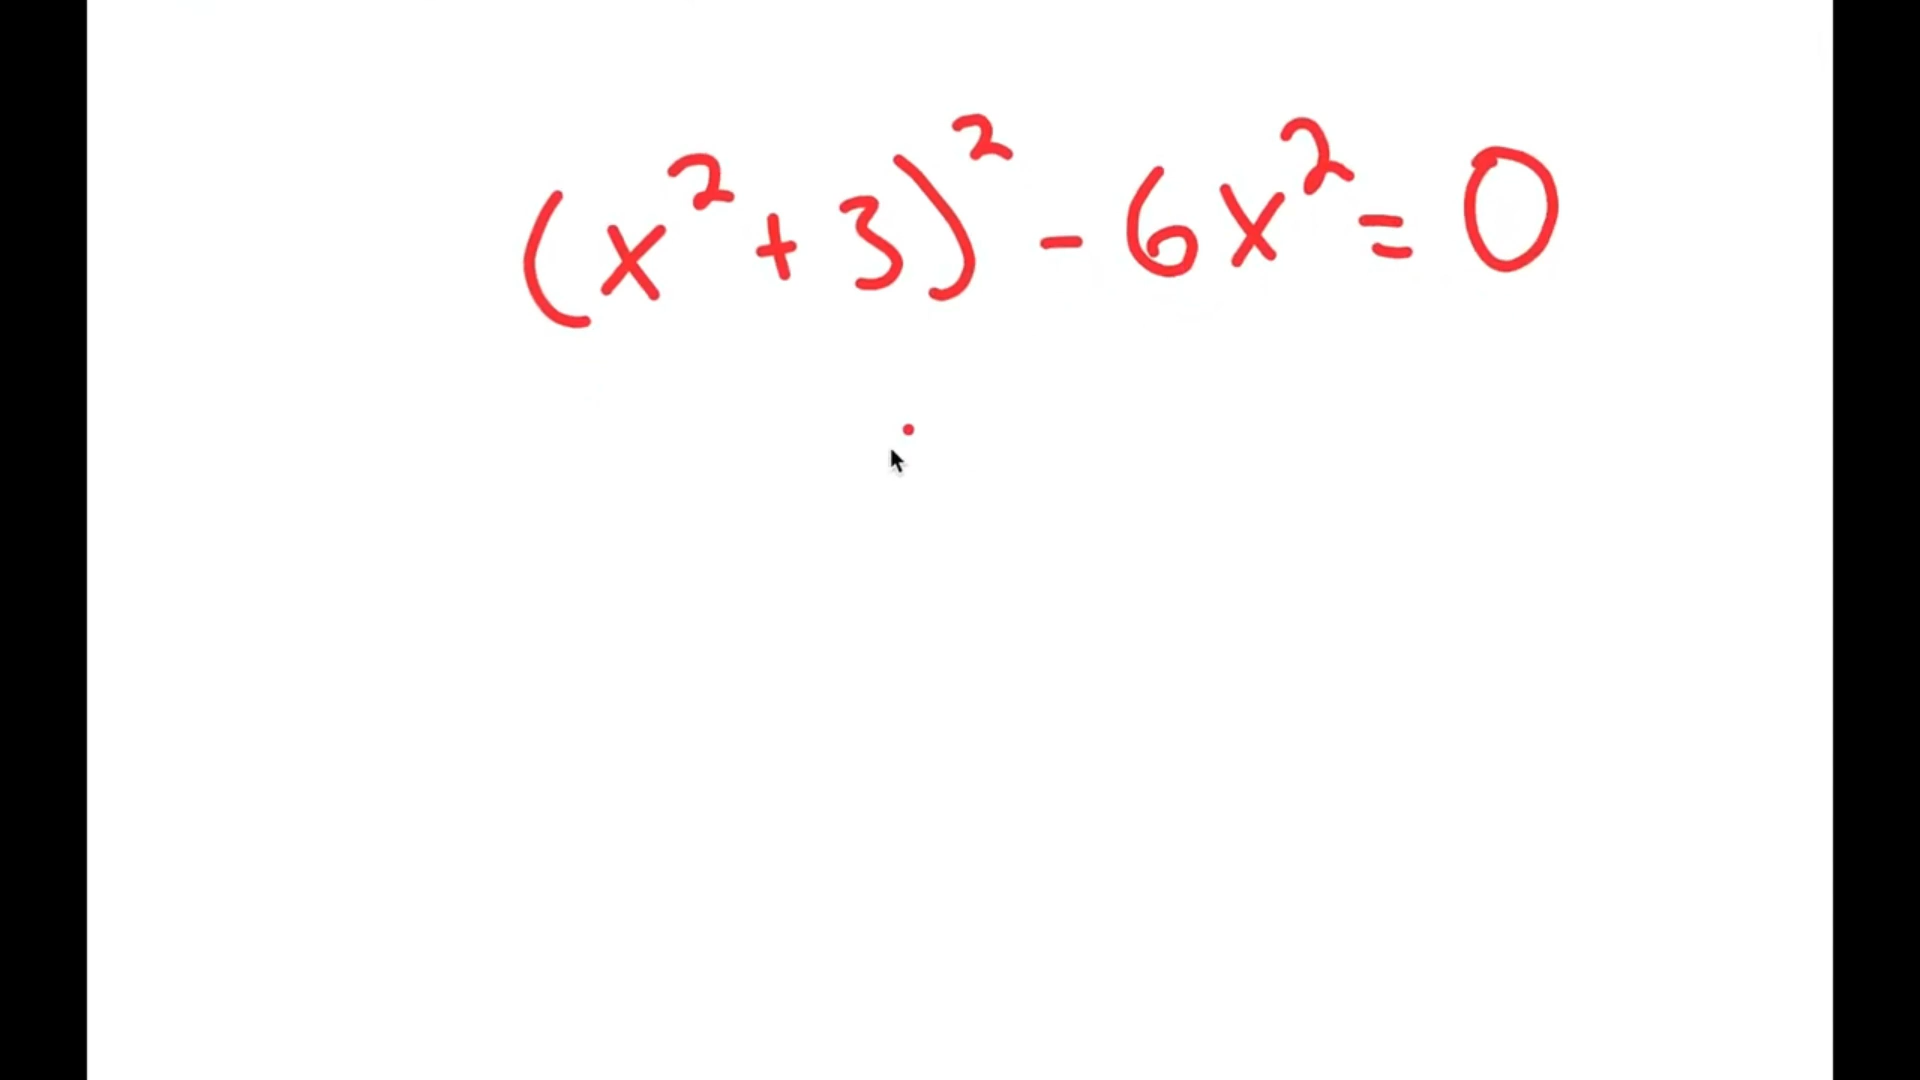 (x²+3)² - 6x² = 0